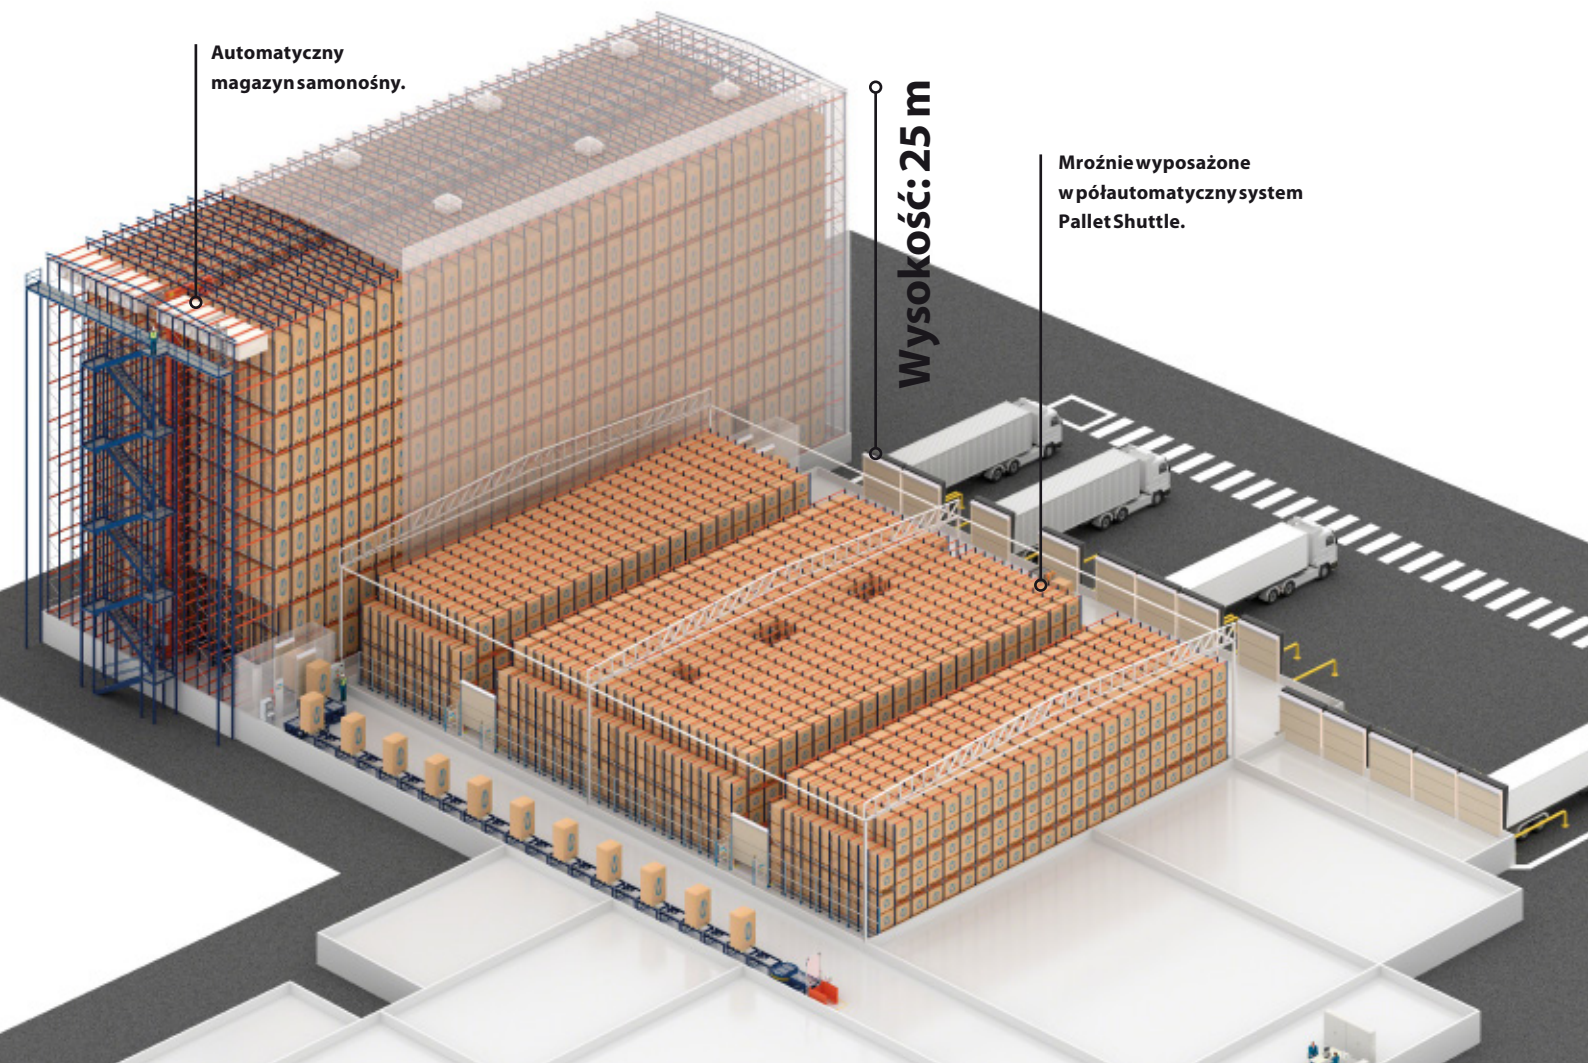 Automatyczny
magazyn samonośny.
Wysokość: 25 m
Mroźnie wyposażone
w półautomatyczny system
Pallet Shuttle.